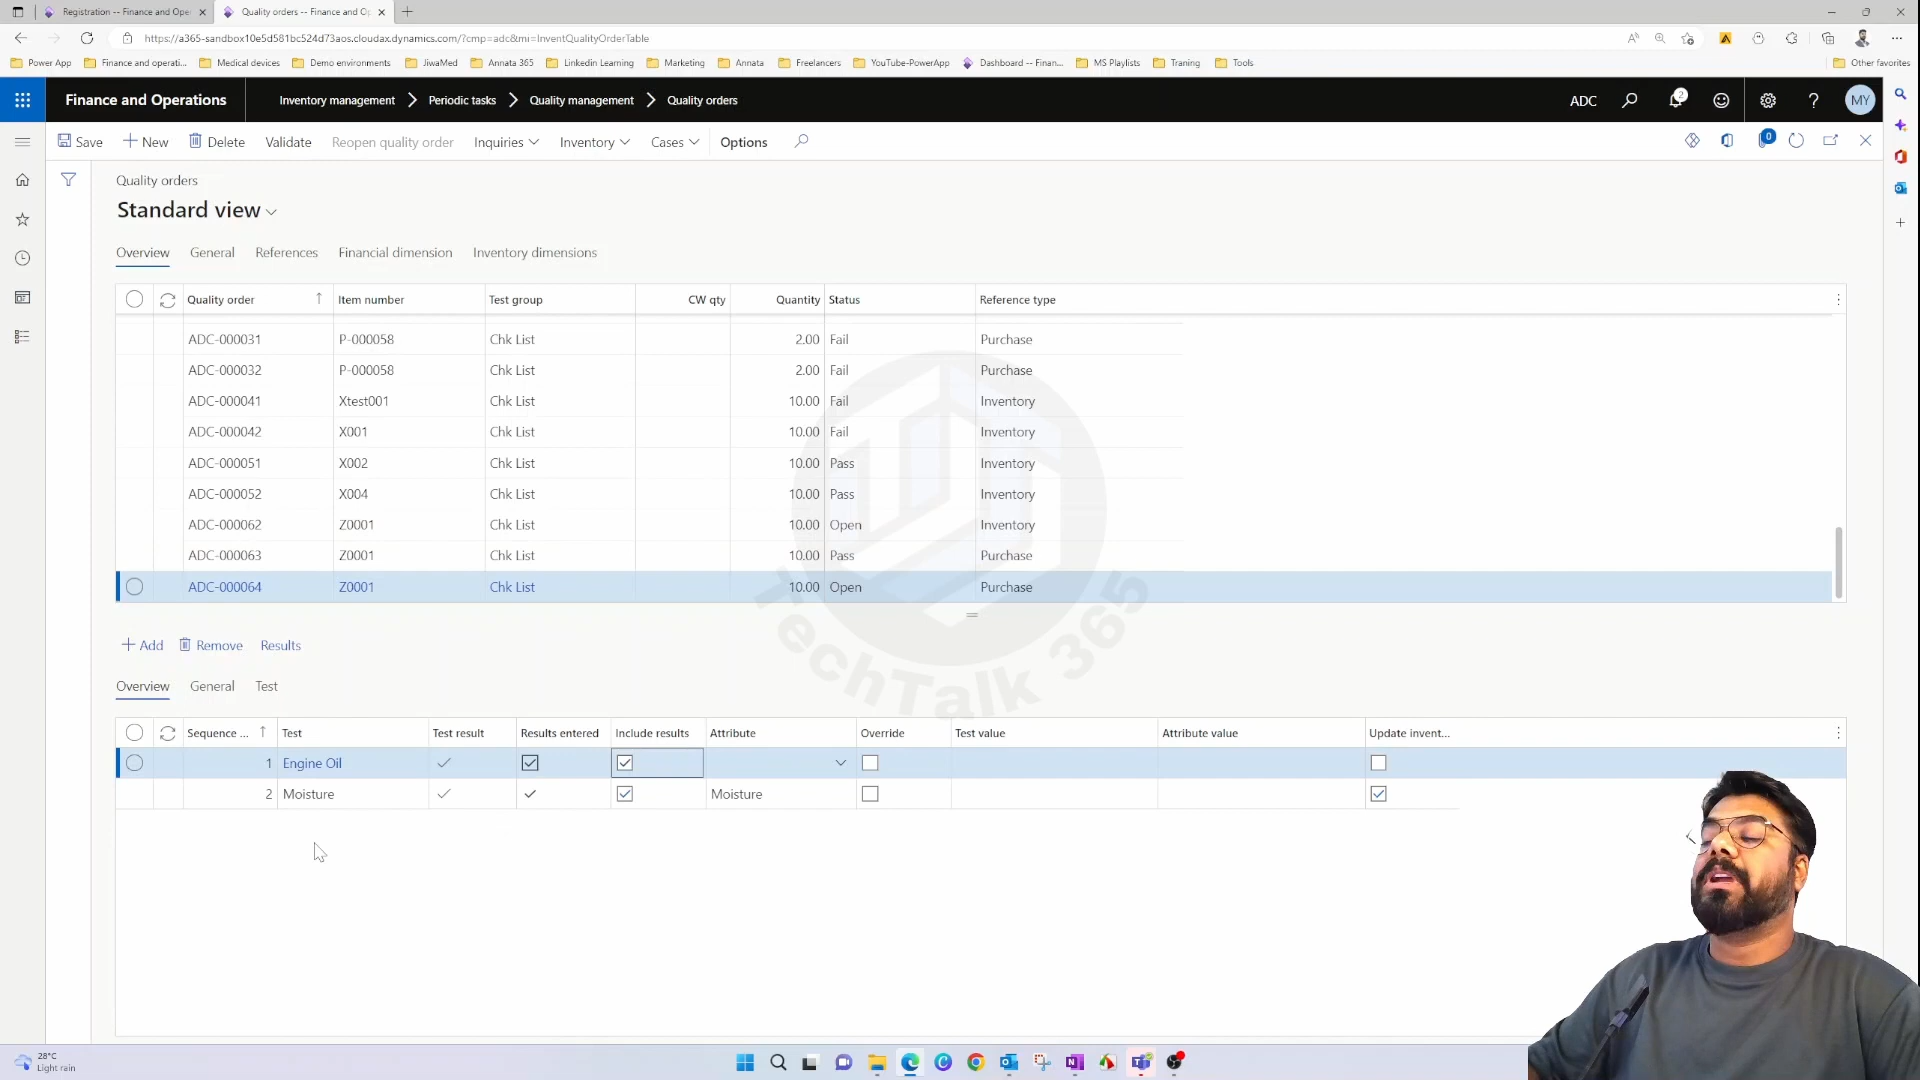 Registration -- Finance and Ope
Quality orders -- Finance and Op
https://a365-sandbox10e5d581bc524d73aos.cloudax.dynamics.com/?cmp=adc&mi=InventQualityOrderTable
Power App
Finance and operati...
Medical devices
Demo environments
JiwaMed
Annata 365
Linkedin Learning
Marketing
Annata
Freelancers
YouTube-PowerApp
Dashboard -- Finan...
MS Playlists
Traning
Tools
Other favorites
Finance and Operations
Inventory management
Periodic tasks
Quality management
Quality orders
ADC
2
?
MY
Save
New
Delete
Validate
Reopen quality order
Inquiries
Inventory
Cases
Options
0
Quality orders
Standard view
Overview
General
References
Financial dimension
Inventory dimensions
Quality order Item number Test group CW qty Quantity Status Reference type
ADC-000031 P-000058 Chk List 2.00 Fail Purchase
ADC-000032 P-000058 Chk List 2.00 Fail Purchase
ADC-000041 Xtest001 Chk List 10.00 Fail Inventory
ADC-000042 X001 Chk List 10.00 Fail Inventory
ADC-000051 X002 Chk List 10.00 Pass Inventory
ADC-000052 X004 Chk List 10.00 Pass Inventory
ADC-000062 Z0001 Chk List 10.00 Open Inventory
ADC-000063 Z0001 Chk List 10.00 Pass Purchase
ADC-000064 Z0001 Chk List 10.00 Open Purchase
TechTalk 365
Add
Remove
Results
Overview
General
Test
Sequence ... Test Test result Results entered Include results Attribute Override Test value Attribute value Update invent...
1 Engine Oil
2 Moisture Moisture
28°C
Light rain